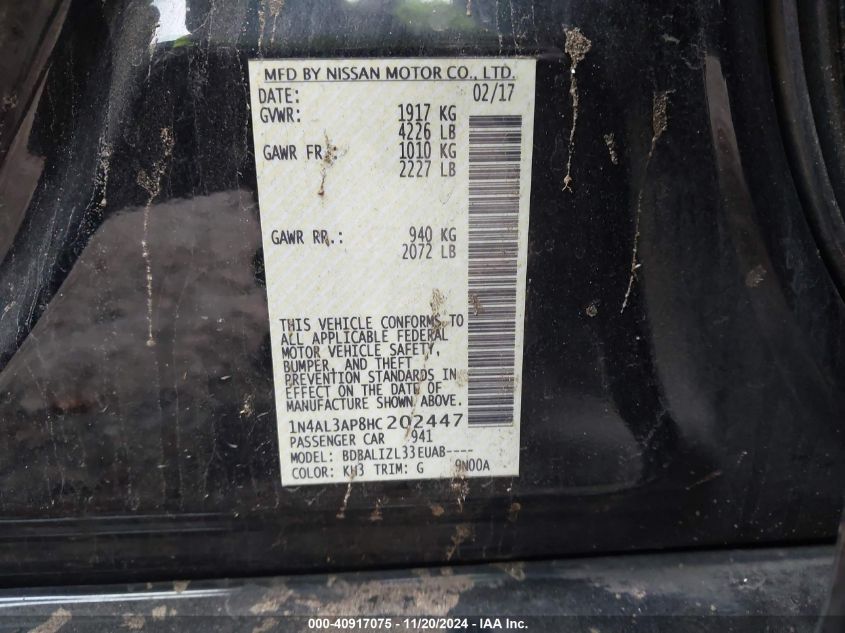 MFD BY NISSAN MOTOR CO., LTD.
DATE: 02/17
GVWR: 1917 KG
4226 LB
GAWR FR.: 1010 KG
2227 LB
GAWR RR.: 940 KG
2072 LB
THIS VEHICLE CONFORMS TO
ALL APPLICABLE FEDERAL
MOTOR VEHICLE SAFETY,
BUMPER, AND THEFT
PREVENTION STANDARDS IN
EFFECT ON THE DATE OF
MANUFACTURE SHOWN ABOVE.
1N4AL3AP8HC202447
PASSENGER CAR 941
MODEL: BDBALIZL33EUAB----
COLOR: KH3 TRIM: G 9N00A
000-40917075 - 11/20/2024 - IAA Inc.